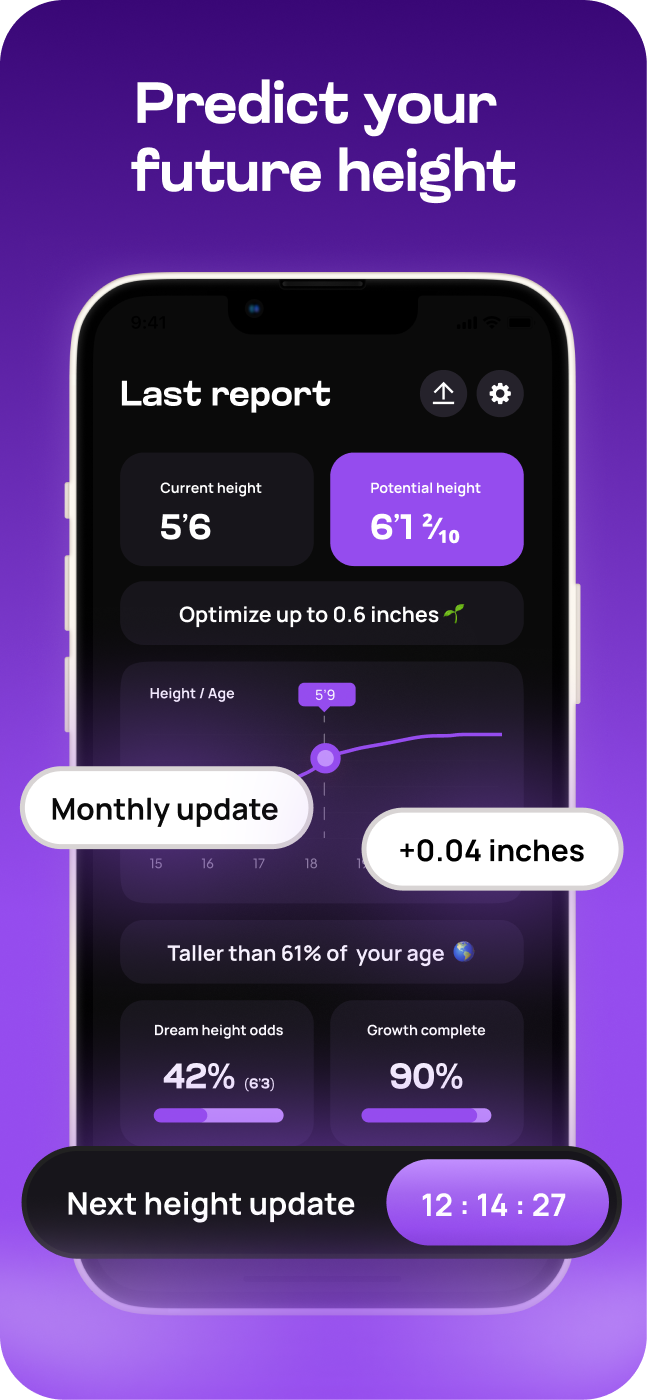 Predict your
future height
9:41
Last report
Current height
5’6
Potential height
6’1 ²⁄₁₀
Optimize up to 0.6 inches🌱
Height / Age
5’9
Monthly update
+0.04 inches
15 16 17 18
Taller than 61% of your age 🌎
Dream height odds
42% (6’3)
Growth complete
90%
Next height update
12 : 14 : 27